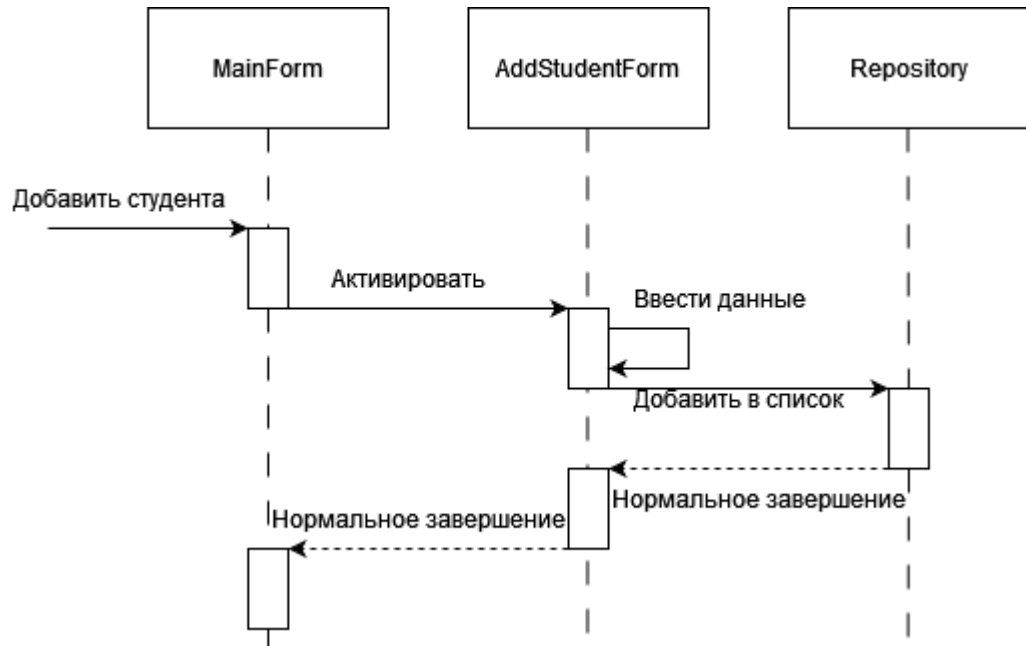 MainForm
AddStudentForm
Repository
Добавить студента
Активировать
Ввести данные
Добавить в список
Нормальное завершение
Нормальное завершение